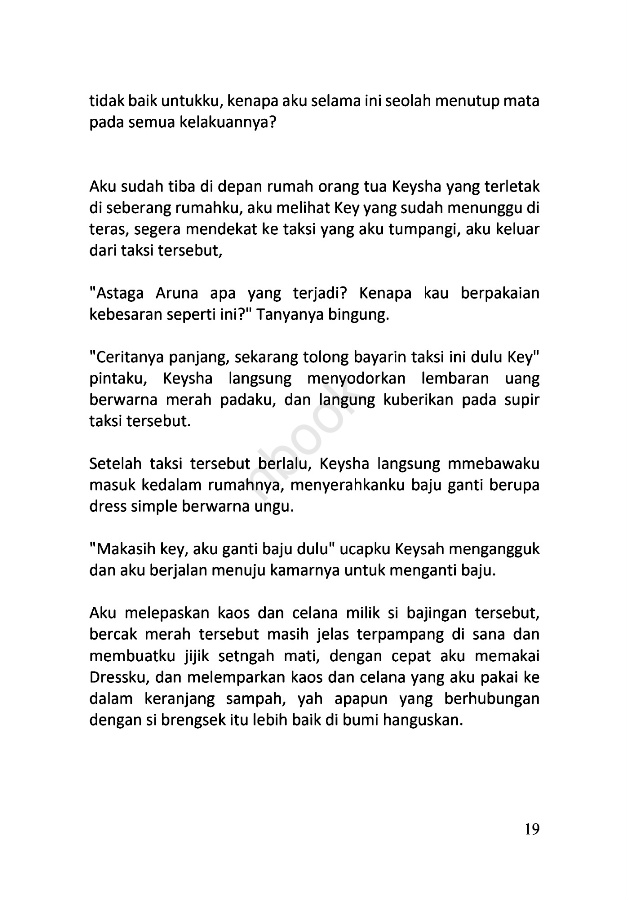 tidak baik untukku, kenapa aku selama ini seolah menutup mata
pada semua kelakuannya?
Aku sudah tiba di depan rumah orang tua Keysha yang terletak
di seberang rumahku, aku melihat Key yang sudah menunggu di
teras, segera mendekat ke taksi yang aku tumpangi, aku keluar
dari taksi tersebut,
"Astaga Aruna apa yang terjadi? Kenapa kau berpakaian
kebesaran seperti ini?" Tanyanya bingung.
"Ceritanya panjang, sekarang tolong bayarin taksi ini dulu Key"
pintaku, Keysha langsung menyodorkan lembaran uang
berwarna merah padaku, dan langung kuberikan pada supir
taksi tersebut.
Setelah taksi tersebut berlalu, Keysha langsung mmebawaku
masuk kedalam rumahnya, menyerahkanku baju ganti berupa
dress simple berwarna ungu.
"Makasih key, aku ganti baju dulu" ucapku Keysah mengangguk
dan aku berjalan menuju kamarnya untuk menganti baju.
Aku melepaskan kaos dan celana milik si bajingan tersebut,
bercak merah tersebut masih jelas terpampang di sana dan
membuatku jijik setngah mati, dengan cepat aku memakai
Dressku, dan melemparkan kaos dan celana yang aku pakai ke
dalam keranjang sampah, yah apapun yang berhubungan
dengan si brengsek itu lebih baik di bumi hanguskan.
19